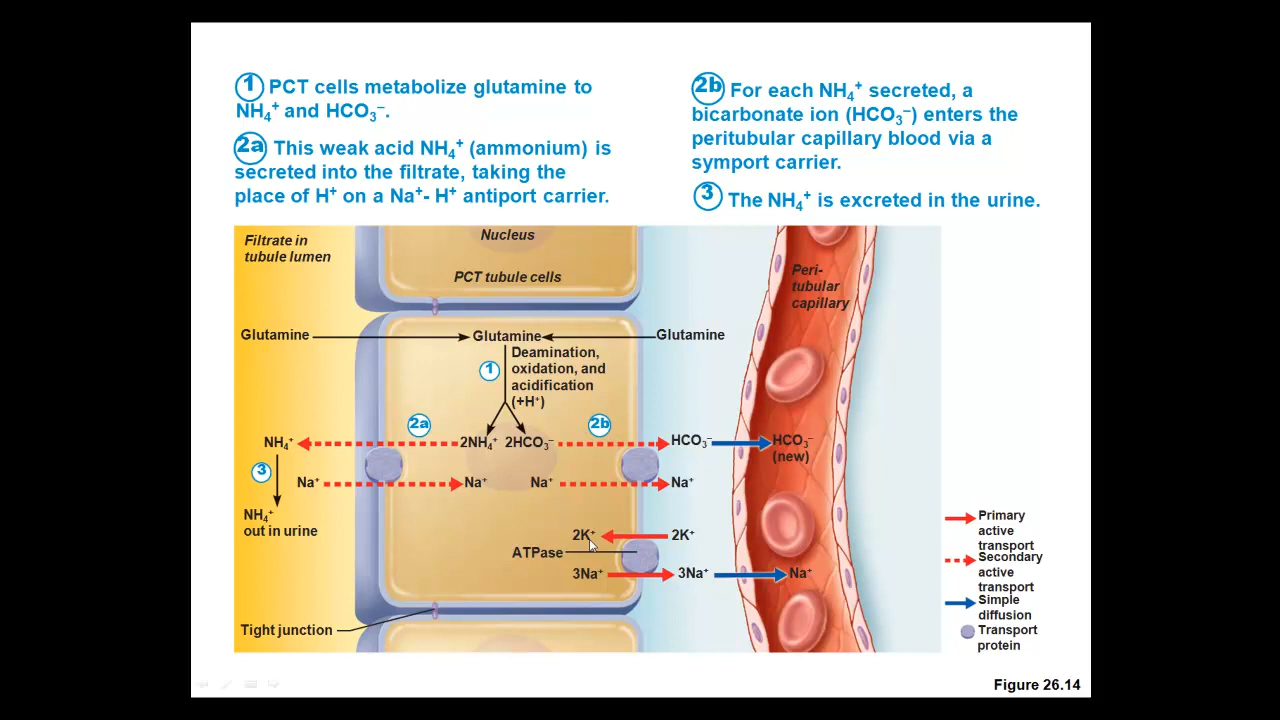 1 PCT cells metabolize glutamine to
NH₄⁺ and HCO₃⁻.
2a This weak acid NH₄⁺ (ammonium) is
secreted into the filtrate, taking the
place of H⁺ on a Na⁺- H⁺ antiport carrier.
2b For each NH₄⁺ secreted, a
bicarbonate ion (HCO₃⁻) enters the
peritubular capillary blood via a
symport carrier.
3 The NH₄⁺ is excreted in the urine.
Filtrate in
tubule lumen
Nucleus
PCT tubule cells
Peri-
tubular
capillary
Glutamine
Glutamine
Glutamine
1
Deamination,
oxidation, and
acidification
(+H⁺)
2a
2b
NH₄⁺
2NH₄⁺
2HCO₃⁻
HCO₃⁻
HCO₃⁻
(new)
3
Na⁺
Na⁺
Na⁺
Na⁺
NH₄⁺
out in urine
2K⁺
2K⁺
ATPase
3Na⁺
3Na⁺
Na⁺
Tight junction
Primary
active
transport
Secondary
active
transport
Simple
diffusion
Transport
protein
Figure 26.14